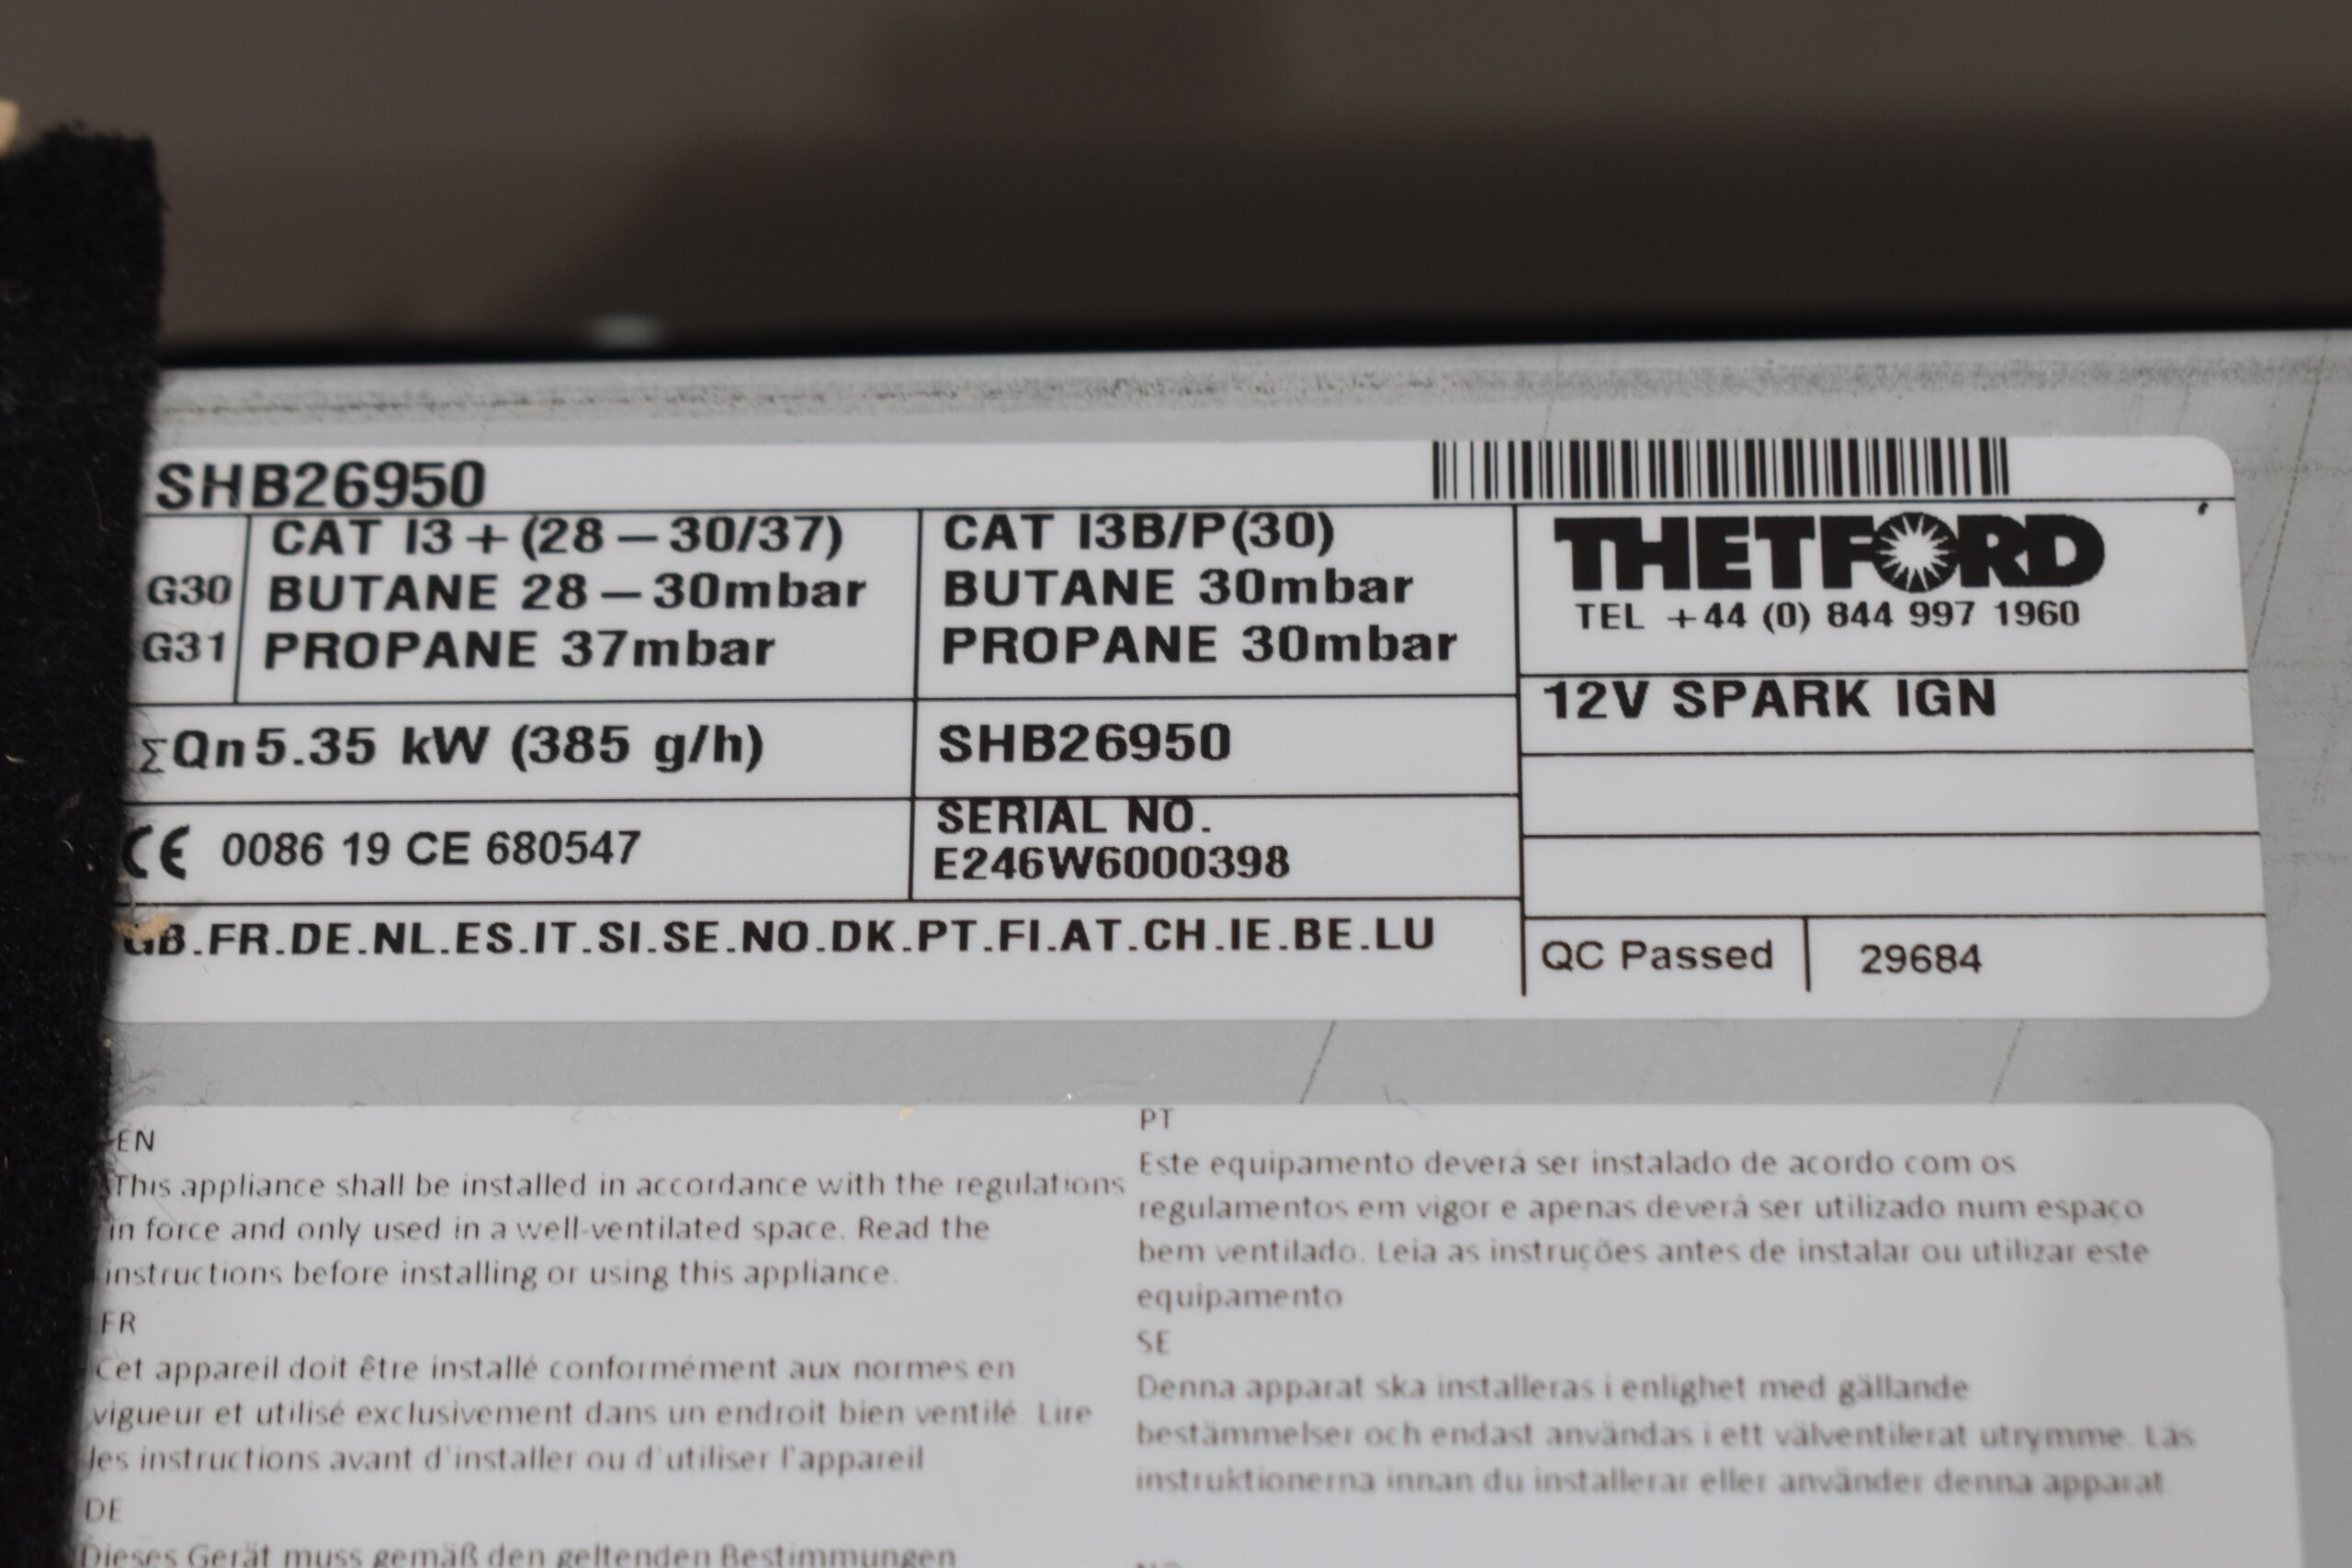 SHB26950
CAT I3+(28–30/37)
G30 BUTANE 28–30mbar
G31 PROPANE 37mbar
CAT I3B/P(30)
BUTANE 30mbar
PROPANE 30mbar
THETFORD
TEL +44 (0) 844 997 1960
12V SPARK IGN
ΣQn 5.35 kW (385 g/h)
SHB26950
CE 0086 19 CE 680547
SERIAL NO.
E246W6000398
GB.FR.DE.NL.ES.IT.SI.SE.NO.DK.PT.FI.AT.CH.IE.BE.LU
QC Passed 29684
EN
This appliance shall be installed in accordance with the regulations
in force and only used in a well-ventilated space. Read the
instructions before installing or using this appliance.
FR
Cet appareil doit être installé conformément aux normes en
vigueur et utilisé exclusivement dans un endroit bien ventilé. Lire
les instructions avant d'installer ou d'utiliser l'appareil
DE
Dieses Gerät muss gemäß den geltenden Bestimmungen
PT
Este equipamento deverá ser instalado de acordo com os
regulamentos em vigor e apenas deverá ser utilizado num espaço
bem ventilado. Leia as instruções antes de instalar ou utilizar este
equipamento
SE
Denna apparat ska installeras i enlighet med gällande
bestämmelser och endast användas i ett välventilerat utrymme. Läs
instruktionerna innan du installerar eller använder denna apparat